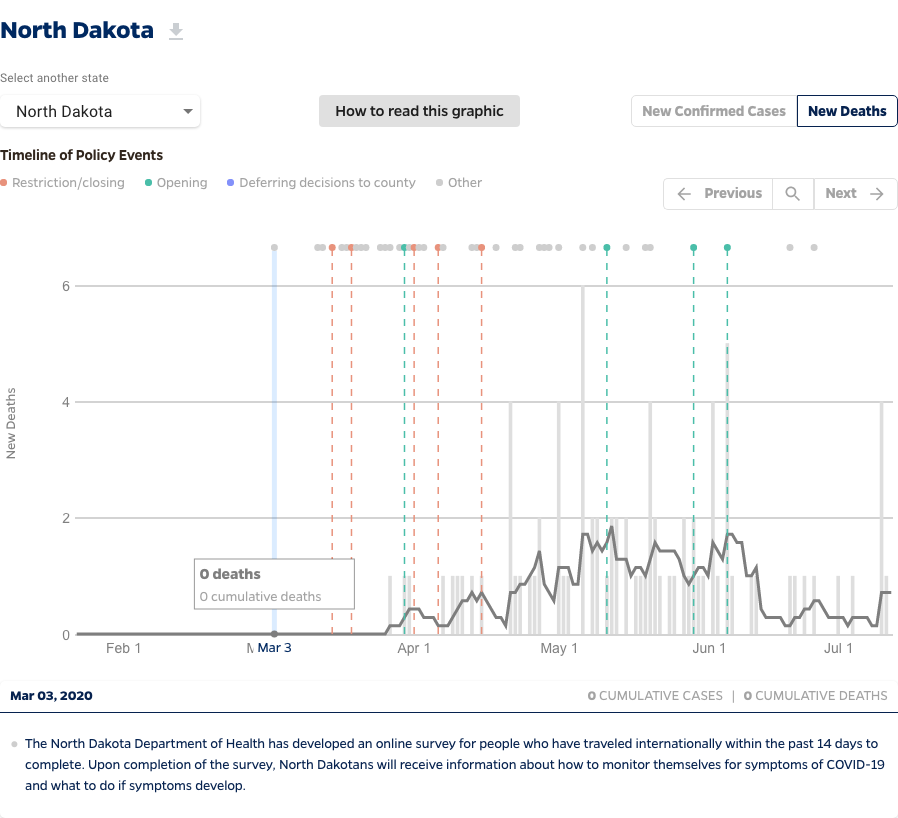 North Dakota
Select another state
North Dakota
How to read this graphic
New Confirmed Cases
New Deaths
Timeline of Policy Events
Restriction/closing
Opening
Deferring decisions to county
Other
Previous
Next
6
4
2
0
New Deaths
0 deaths
0 cumulative deaths
Feb 1
Mar 3
Apr 1
May 1
Jun 1
Jul 1
Mar 03, 2020
0 CUMULATIVE CASES | 0 CUMULATIVE DEATHS
The North Dakota Department of Health has developed an online survey for people who have traveled internationally within the past 14 days to
complete. Upon completion of the survey, North Dakotans will receive information about how to monitor themselves for symptoms of COVID-19
and what to do if symptoms develop.